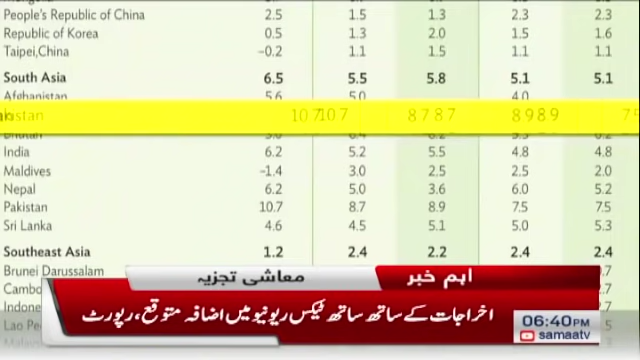 People's Republic of China 2.5 1.5 1.3 2.3 2.3
Republic of Korea 0.5 1.3 2.0 1.5 1.6
Taipei,China −0.2 1.1 1.5 1.1 1.1
South Asia 6.5 5.5 5.8 5.1 5.1
Afghanistan 5.6 5.0 4.0
India 6.2 5.2 5.5 4.8 4.8
Maldives −1.4 3.0 2.5 2.5 2.0
Nepal 6.2 5.0 3.6 6.0 5.2
Pakistan 10.7 8.7 8.9 7.5 7.5
Sri Lanka 4.6 4.5 5.1 5.0 5.3
Southeast Asia 1.2 2.4 2.2 2.4 2.4
Brunei Darussalam
معاشی تجزیہ
اہم خبر
اخراجات کے ساتھ ساتھ ٹیکس ریونیو میں اضافہ متوقع، رپورٹ
06:40PM
samaatv